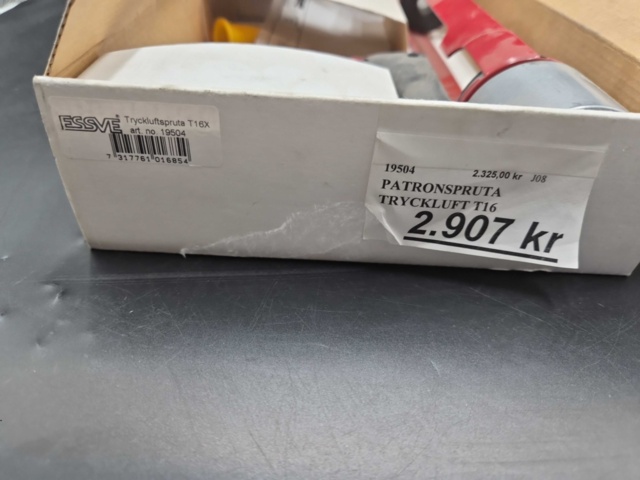 ESSVE Tryckluftspruta T16X
art. no. 19504
7 317761 016854
19504 2.325,00 kr J08
PATRONSPRUTA
TRYCKLUFT T16
2.907 kr